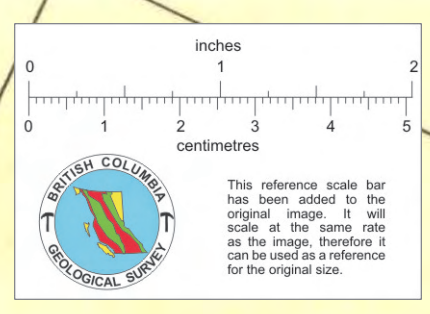 inches
0 1 2
0 1 2 3 4 5
centimetres
BRITISH COLUMBIA
GEOLOGICAL SURVEY
This reference scale bar
has been added to the
original image. It will
scale at the same rate
as the image, therefore it
can be used as a reference
for the original size.